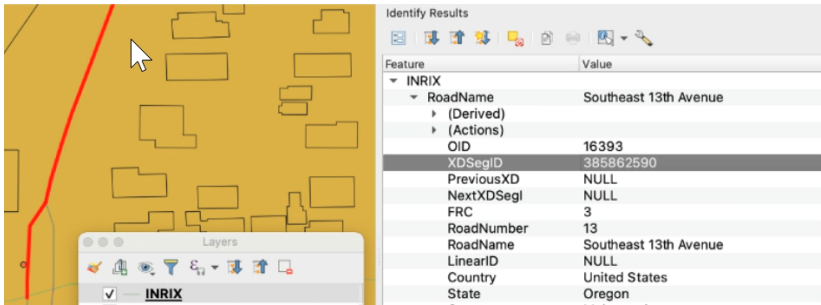 Identify Results
Feature Value
INRIX
RoadName Southeast 13th Avenue
(Derived)
(Actions)
OID 16393
XDSegID 385862590
PreviousXD NULL
NextXDSegI NULL
FRC 3
RoadNumber 13
RoadName Southeast 13th Avenue
LinearID NULL
Country United States
State Oregon
Layers
INRIX